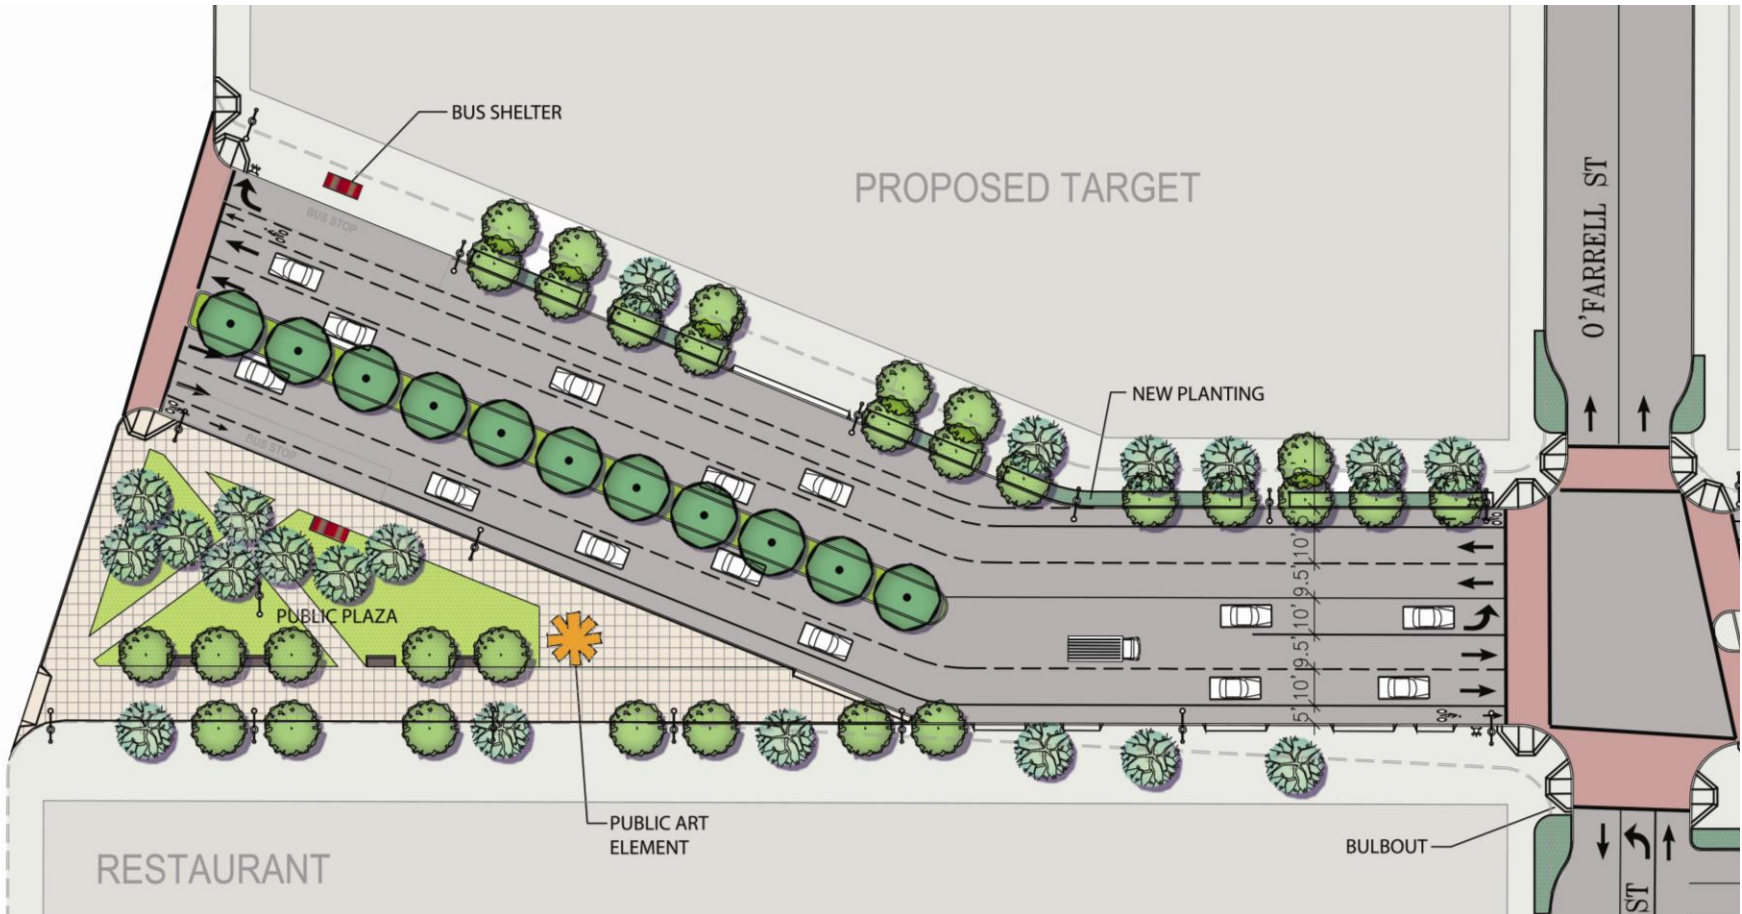 BUS SHELTER
PROPOSED TARGET
O'FARRELL ST
BUS STOP
NEW PLANTING
BUS STOP
10'
9.5'
10'
9.5'
10'
5'
PUBLIC PLAZA
PUBLIC ART
ELEMENT
BULBOUT
RESTAURANT
ST